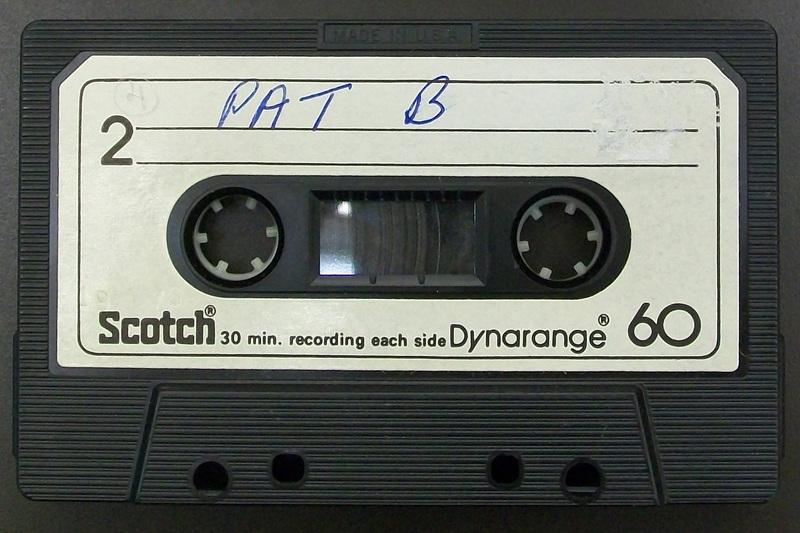 MADE IN U.S.A.
PAT B
2
Scotch® 30 min. recording each side Dynarange® 60